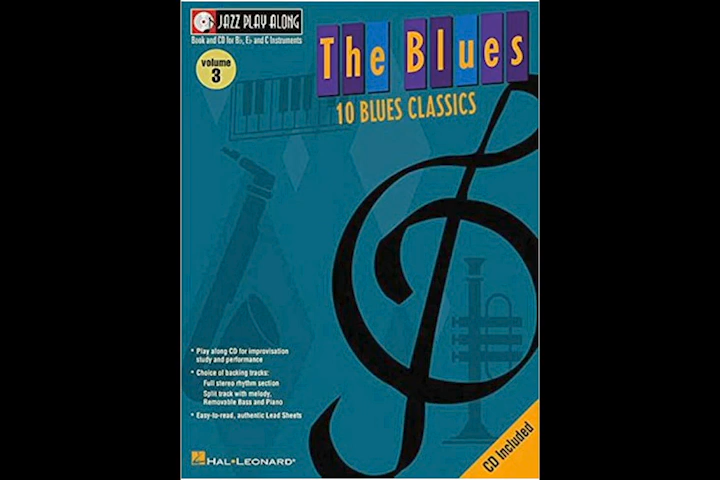 JAZZ PLAY ALONG
Book and CD for B♭, E♭ and C Instruments
volume
3
The Blues
10 BLUES CLASSICS
• Play along CD for improvisation
study and performance
• Choice of backing tracks:
Full stereo rhythm section
Split track with melody,
Removable Bass and Piano
• Easy-to-read, authentic Lead Sheets
HAL•LEONARD®
CD Included